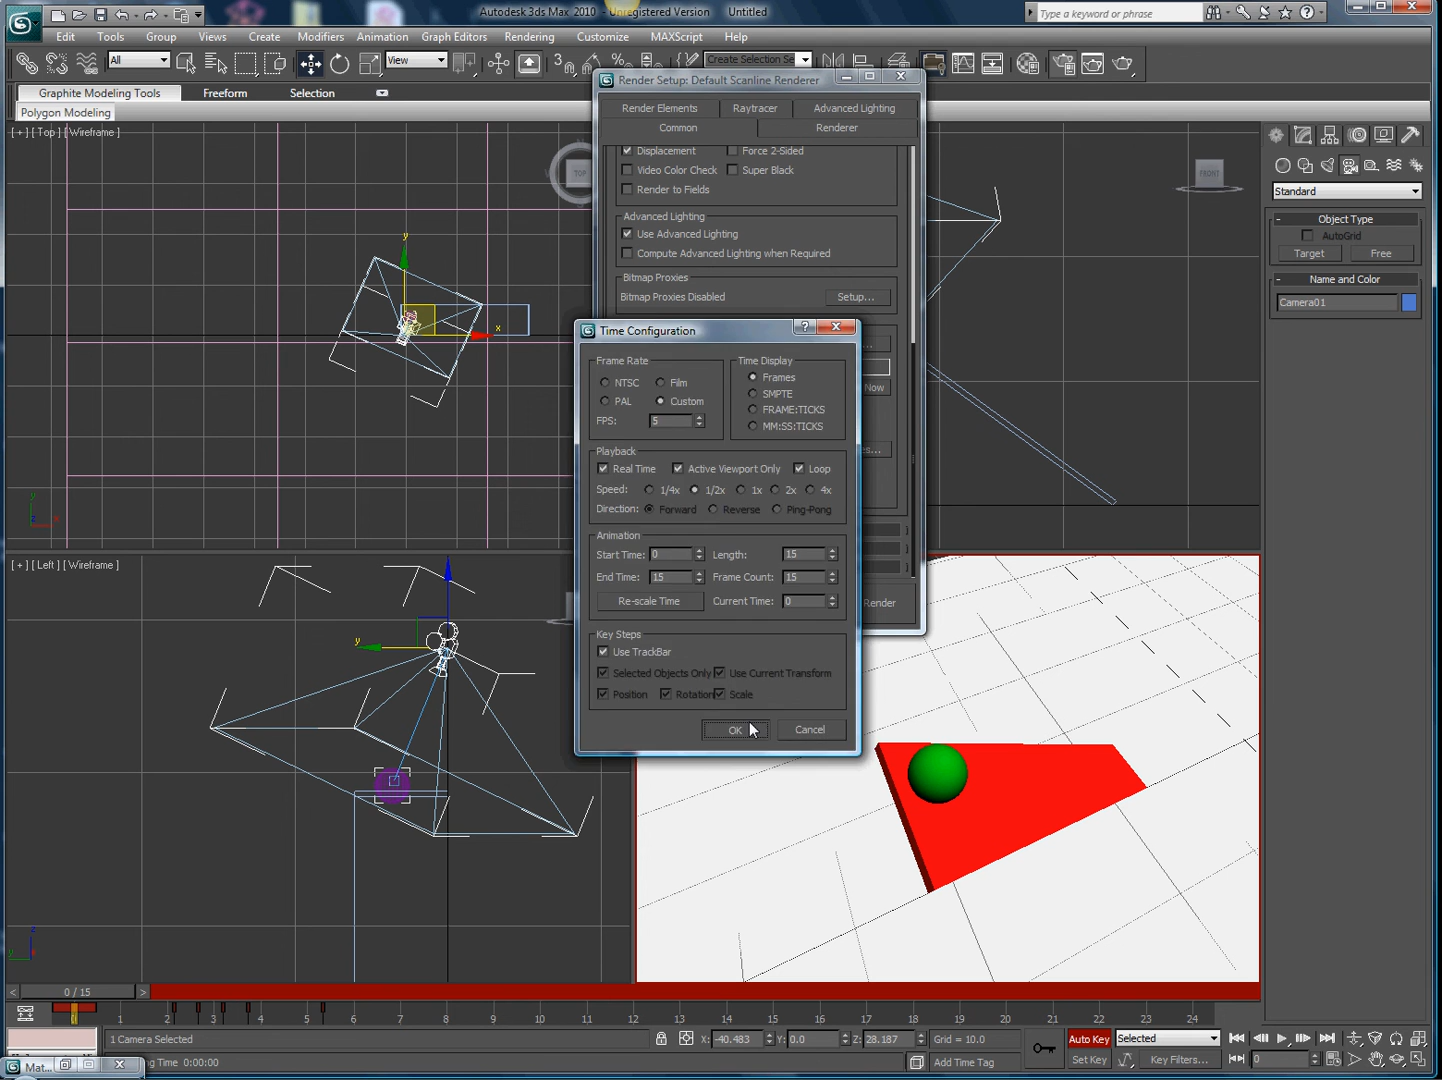 Autodesk 3ds Max 2010 - Unregistered Version Untitled
Type a keyword or phrase
Edit Tools Group Views Create Modifiers Animation Graph Editors Rendering Customize MAXScript Help
All
View
Create Selection Se
Graphite Modeling Tools Freeform Selection
Polygon Modeling
[ + ] [ Top ] [ Wireframe ]
TOP
FRONT
Render Setup: Default Scanline Renderer
Render Elements Raytracer Advanced Lighting
Common Renderer
Displacement Force 2-Sided
Video Color Check Super Black
Render to Fields
Advanced Lighting
Use Advanced Lighting
Compute Advanced Lighting when Required
Bitmap Proxies
Bitmap Proxies Disabled Setup...
Now
Render
Standard
- Object Type
AutoGrid
Target Free
- Name and Color
Camera01
Time Configuration
Frame Rate
NTSC Film
PAL Custom
FPS: 5
Time Display
Frames
SMPTE
FRAME:TICKS
MM:SS:TICKS
Playback
Real Time Active Viewport Only Loop
Speed: 1/4x 1/2x 1x 2x 4x
Direction: Forward Reverse Ping-Pong
Animation
Start Time: 0 Length: 15
End Time: 15 Frame Count: 15
Re-scale Time Current Time: 0
Key Steps
Use TrackBar
Selected Objects Only Use Current Transform
Position Rotation Scale
OK Cancel
x
y
[ + ] [ Left ] [ Wireframe ]
y
< 0 / 15 >
1 2 3 4 5 6 7 8 9 10 11 12 13 14 15 16 17 18 19 20 21 22 23 24
1 Camera Selected X: -40.483 Y: 0.0 Z: 28.187 Grid = 10.0 Auto Key Selected
Mat... g Time 0:00:00 Add Time Tag Set Key Key Filters... 0